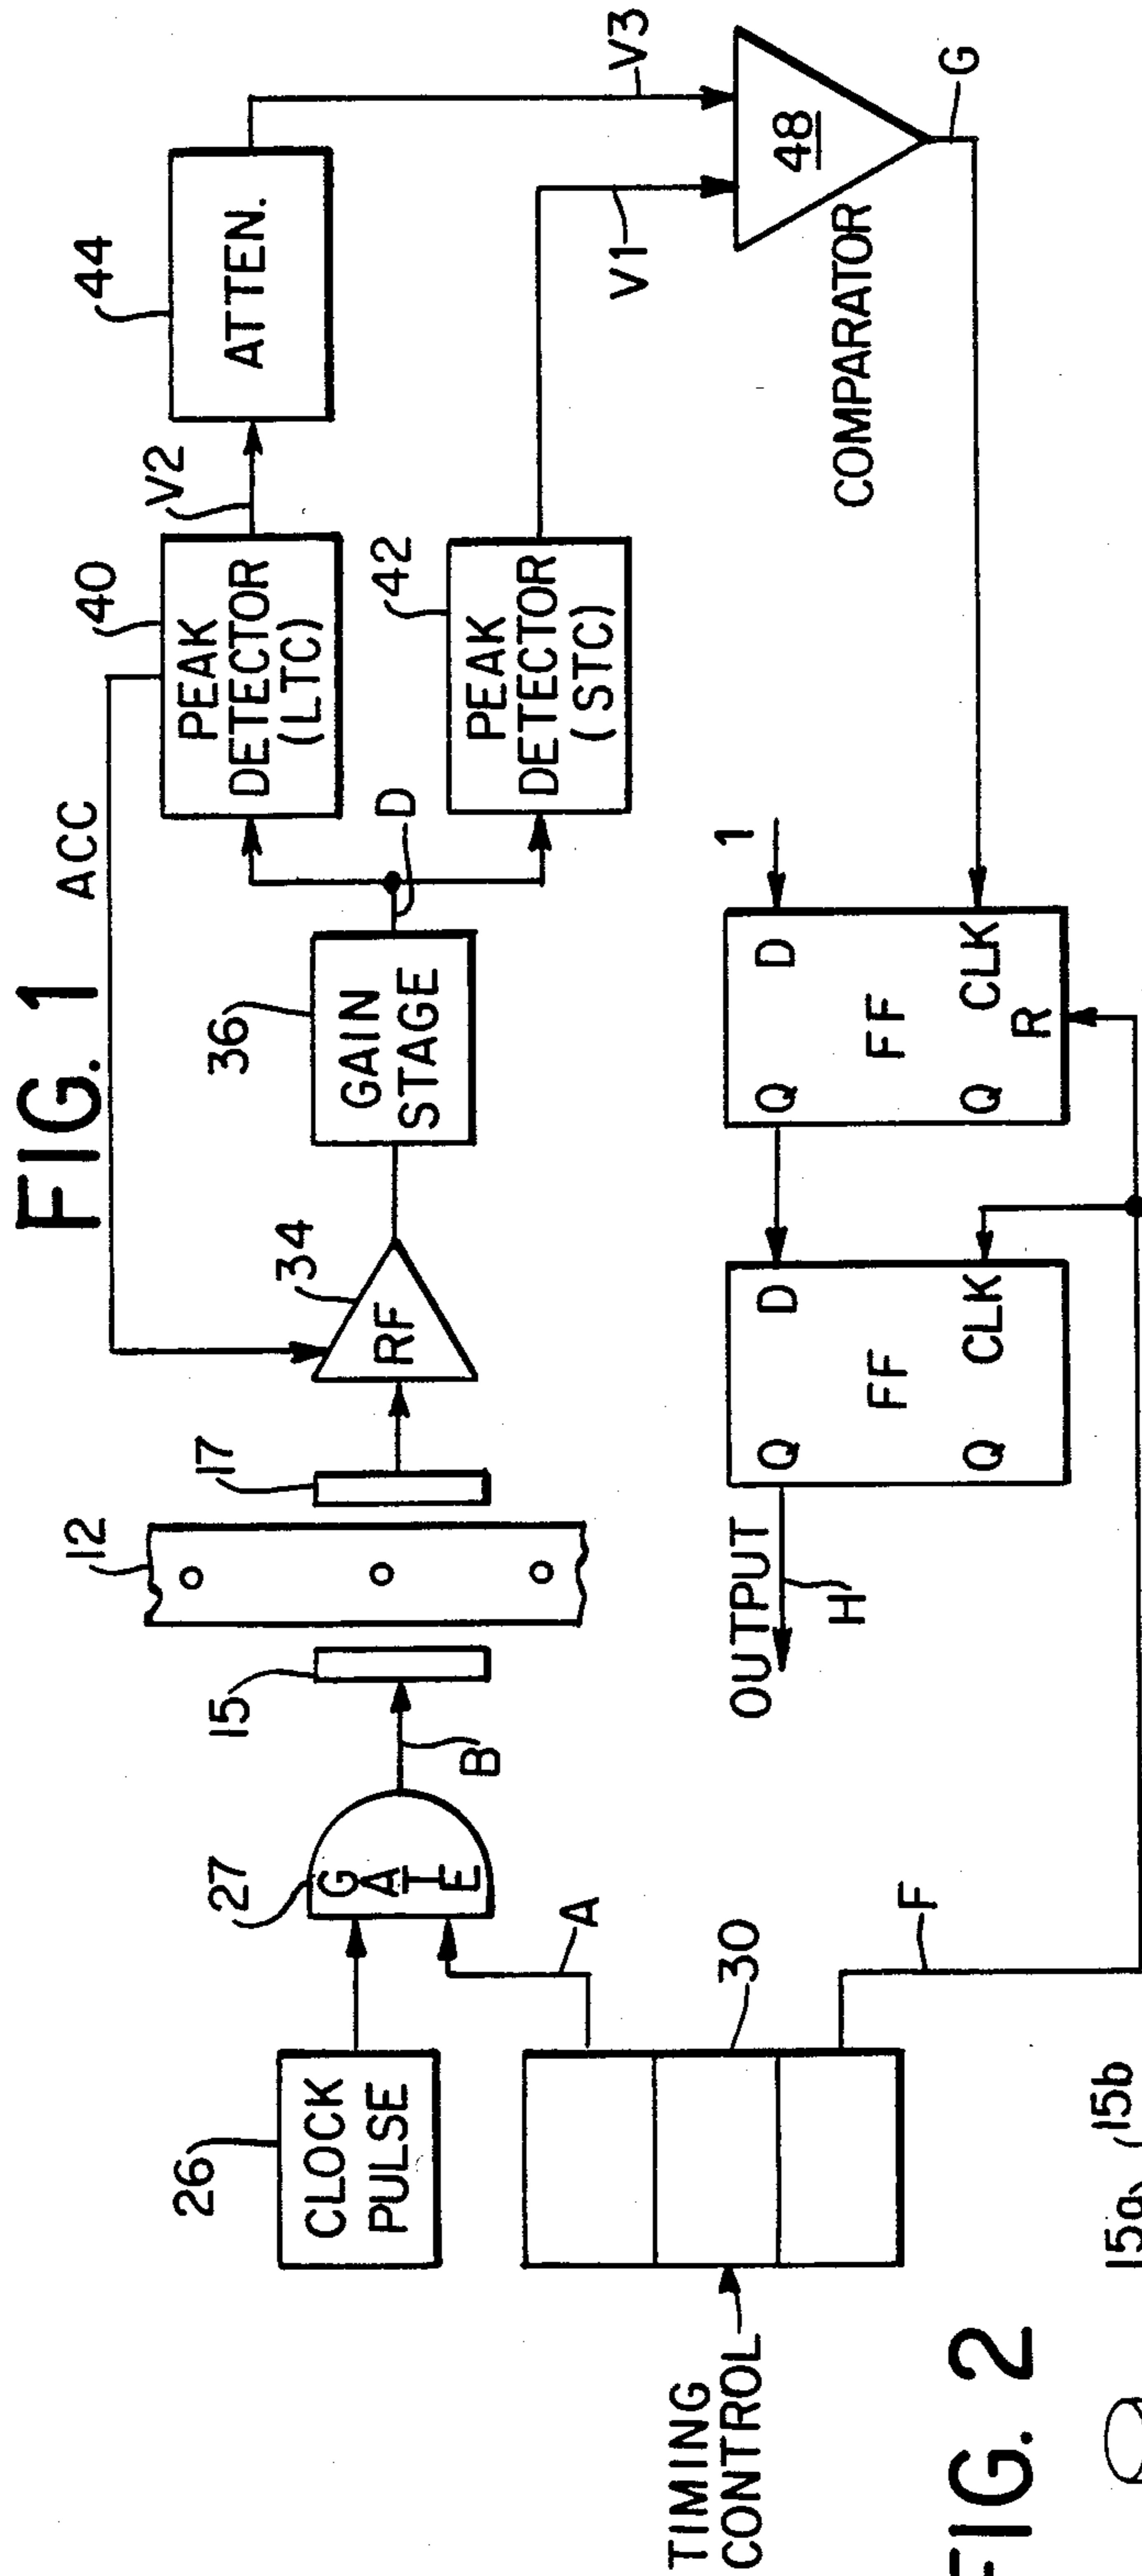 FIG. 1
ACC
40
PEAK
DETECTOR
(LTC)
V2
44
ATTEN.
V3
36
GAIN
STAGE
D
42
PEAK
DETECTOR
(STC)
V1
48
COMPARATOR
G
34
RF
17
12
15
B
27
GATE
26
CLOCK
PULSE
A
30
TIMING
CONTROL
F
OUTPUT
H
Q
D
FF
Q
CLK
Q
D
1
FF
Q
CLK
R
FIG. 2
15a
15b